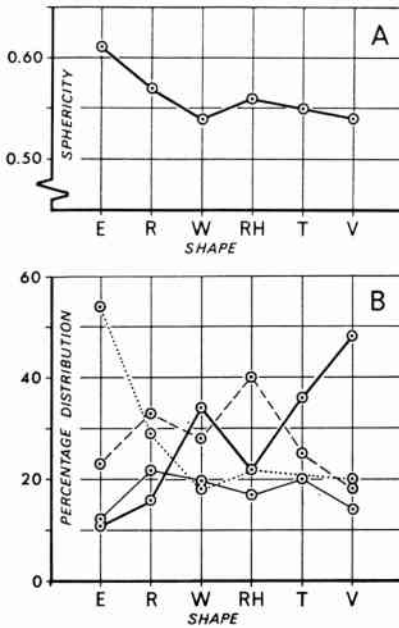 A
0.60
0.50
SPHERICITY
E R W RH T V
SHAPE
B
60
40
20
0
PERCENTAGE DISTRIBUTION
E R W RH T V
SHAPE